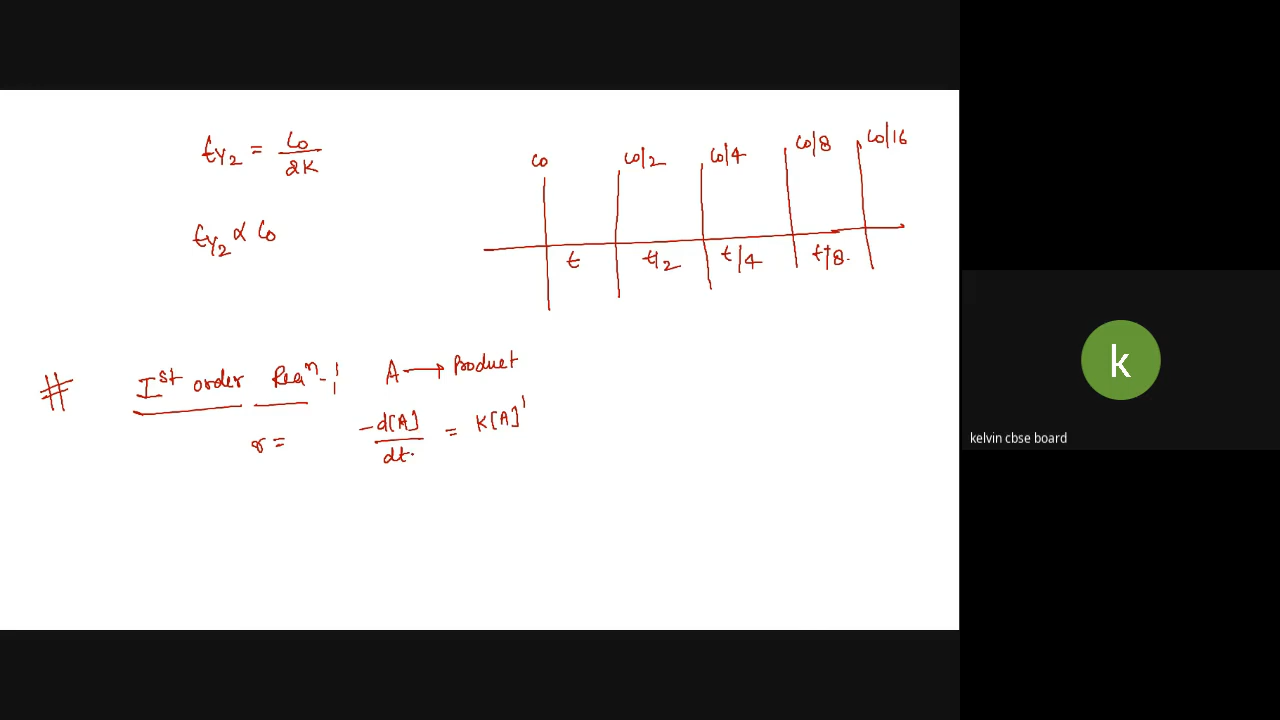 t1/2 = C0/2K
C0 C0/2 C0/4 C0/8 C0/16
t1/2 ∝ C0
t t/2 t/4 t/8
# Ist order Reaⁿ-! A → Product
r = -d[A]/dt = K[A]¹
k
kelvin cbse board